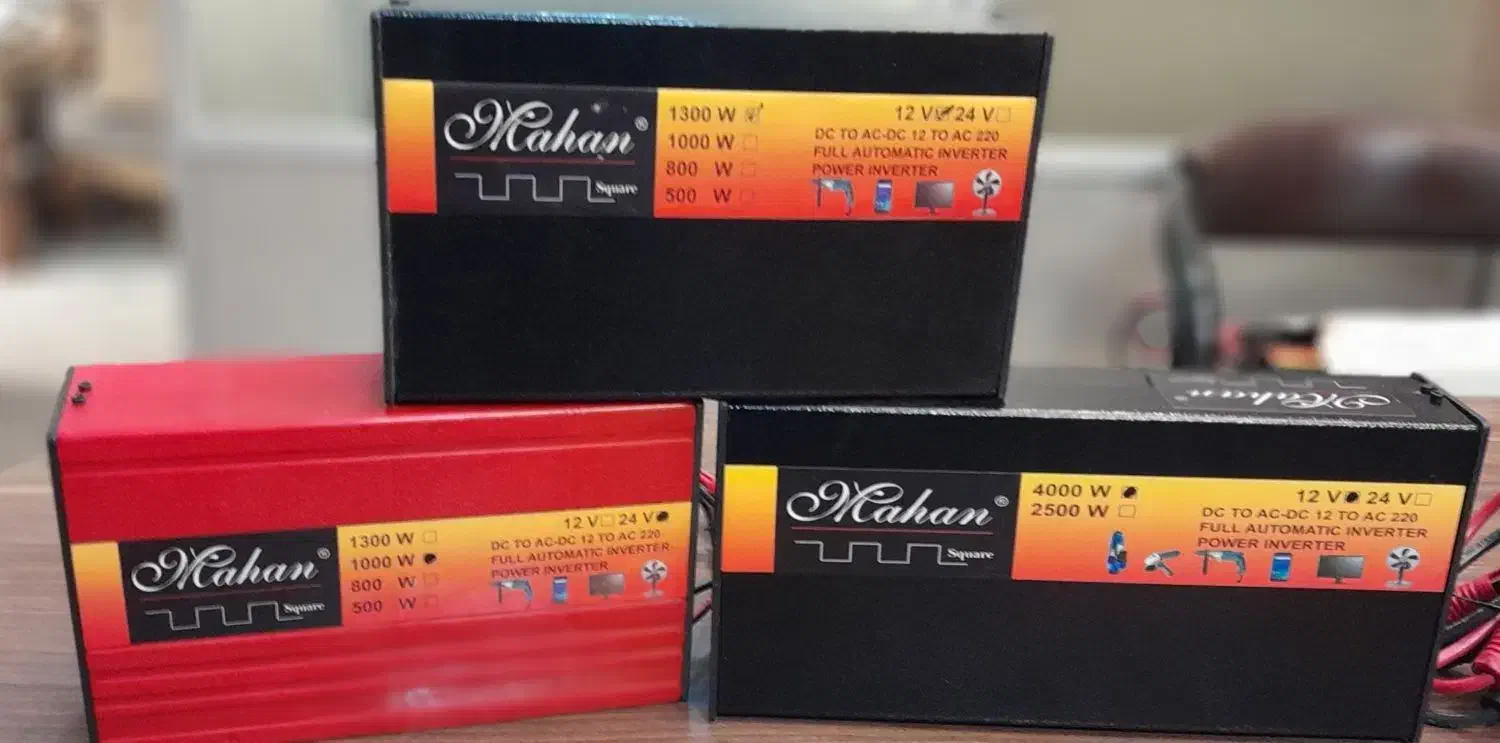 Mahan®
Square
1300 W
1000 W
800 W
500 W
12 V 24 V
DC TO AC-DC 12 TO AC 220
FULL AUTOMATIC INVERTER
POWER INVERTER
Mahan®
Square
1300 W
1000 W
800 W
500 W
12 V 24 V
DC TO AC-DC 12 TO AC 220
FULL AUTOMATIC INVERTER
POWER INVERTER
Mahan®
Mahan®
Square
4000 W
2500 W
12 V 24 V
DC TO AC-DC 12 TO AC 220
FULL AUTOMATIC INVERTER
POWER INVERTER